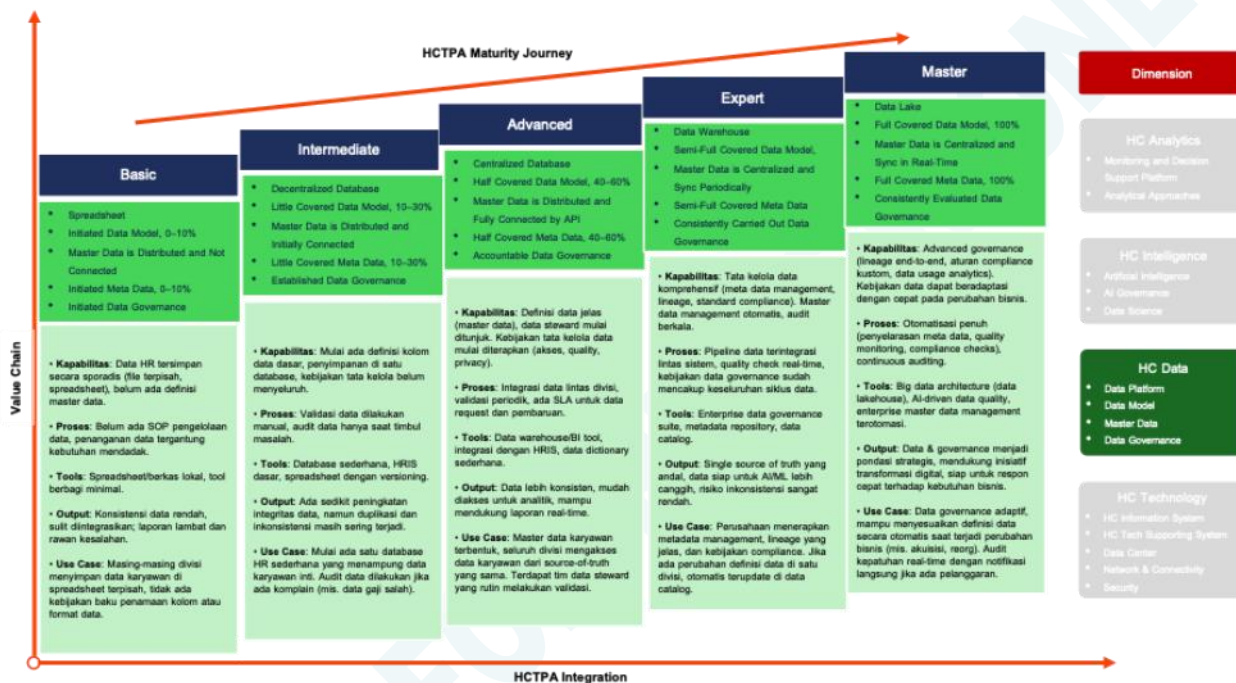 HCTPA Maturity Journey
Value Chain
HCTPA Integration
Basic
• Spreadsheet
• Initiated Data Model, 0–10%
• Master Data is Distributed and Not
Connected
• Initiated Meta Data, 0–10%
• Initiated Data Governance
• Kapabilitas: Data HR tersimpan
secara sporadis (file terpisah,
spreadsheet), belum ada definisi
master data.
• Proses: Belum ada SOP pengelolaan
data, penanganan data tergantung
kebutuhan mendadak.
• Tools: Spreadsheet/berkas lokal, tool
berbagi minimal.
• Output: Konsistensi data rendah,
sulit diintegrasikan; laporan lambat dan
rawan kesalahan.
• Use Case: Masing-masing divisi
menyimpan data karyawan di
spreadsheet terpisah, tidak ada
kebijakan baku penamaan kolom atau
format data.
Intermediate
• Decentralized Database
• Little Covered Data Model, 10–30%
• Master Data is Distributed and
Initially Connected
• Little Covered Meta Data, 10–30%
• Established Data Governance
• Kapabilitas: Mulai ada definisi kolom
data dasar, penyimpanan di satu
database, kebijakan tata kelola belum
menyeluruh.
• Proses: Validasi data dilakukan
manual, audit data hanya saat timbul
masalah.
• Tools: Database sederhana, HRIS
dasar, spreadsheet dengan versioning.
• Output: Ada sedikit peningkatan
integritas data, namun duplikasi dan
inkonsistensi masih sering terjadi.
• Use Case: Mulai ada satu database
HR sederhana yang menampung data
karyawan inti. Audit data dilakukan jika
ada komplain (mis. data gaji salah).
Advanced
• Centralized Database
• Half Covered Data Model, 40–60%
• Master Data is Distributed and
Fully Connected by API
• Half Covered Meta Data, 40–60%
• Accountable Data Governance
• Kapabilitas: Definisi data jelas
(master data), data steward mulai
ditunjuk. Kebijakan tata kelola data
mulai diterapkan (akses, quality,
privacy).
• Proses: Integrasi data lintas divisi,
validasi periodik, ada SLA untuk data
request dan pembaruan.
• Tools: Data warehouse/BI tool,
integrasi dengan HRIS, data dictionary
sederhana.
• Output: Data lebih konsisten, mudah
diakses untuk analitik, mampu
mendukung laporan real-time.
• Use Case: Master data karyawan
terbentuk, seluruh divisi mengakses
data karyawan dari source-of-truth
yang sama. Terdapat tim data steward
yang rutin melakukan validasi.
Expert
• Data Warehouse
• Semi-Full Covered Data Model,
• Master Data is Centralized and
Sync Periodically
• Semi-Full Covered Meta Data
• Consistently Carried Out Data
Governance
• Kapabilitas: Tata kelola data
komprehensif (meta data management,
lineage, standard compliance). Master
data management otomatis, audit
berkala.
• Proses: Pipeline data terintegrasi
lintas sistem, quality check real-time,
kebijakan data governance sudah
mencakup keseluruhan siklus data.
• Tools: Enterprise data governance
suite, metadata repository, data
catalog.
• Output: Single source of truth yang
andal, data siap untuk AI/ML lebih
canggih, risiko inkonsistensi sangat
rendah.
• Use Case: Perusahaan menerapkan
metadata management, lineage yang
jelas, dan kebijakan compliance. Jika
ada perubahan definisi data di satu
divisi, otomatis terupdate di data
catalog.
Master
• Data Lake
• Full Covered Data Model, 100%
• Master Data is Centralized and
Sync in Real-Time
• Full Covered Meta Data, 100%
• Consistently Evaluated Data
Governance
• Kapabilitas: Advanced governance
(lineage end-to-end, aturan compliance
kustom, data usage analytics).
Kebijakan data dapat beradaptasi
dengan cepat pada perubahan bisnis.
• Proses: Otomatisasi penuh
(penyelarasan meta data, quality
monitoring, compliance checks),
continuous auditing.
• Tools: Big data architecture (data
lakehouse), AI-driven data quality,
enterprise master data management
terotomasi.
• Output: Data & governance menjadi
pondasi strategis, mendukung inisiatif
transformasi digital, siap untuk respon
cepat terhadap kebutuhan bisnis.
• Use Case: Data governance adaptif,
mampu menyesuaikan definisi data
secara otomatis saat terjadi perubahan
bisnis (mis. akuisisi, reorg). Audit
kepatuhan real-time dengan notifikasi
langsung jika ada pelanggaran.
Dimension
HC Analytics
• Monitoring and Decision
Support Platform
• Analytical Approaches
HC Intelligence
• Artificial Intelligence
• AI Governance
• Data Science
HC Data
• Data Platform
• Data Model
• Master Data
• Data Governance
HC Technology
• HC Information System
• HC Tech Supporting System
• Data Center
• Network & Connectivity
• Security